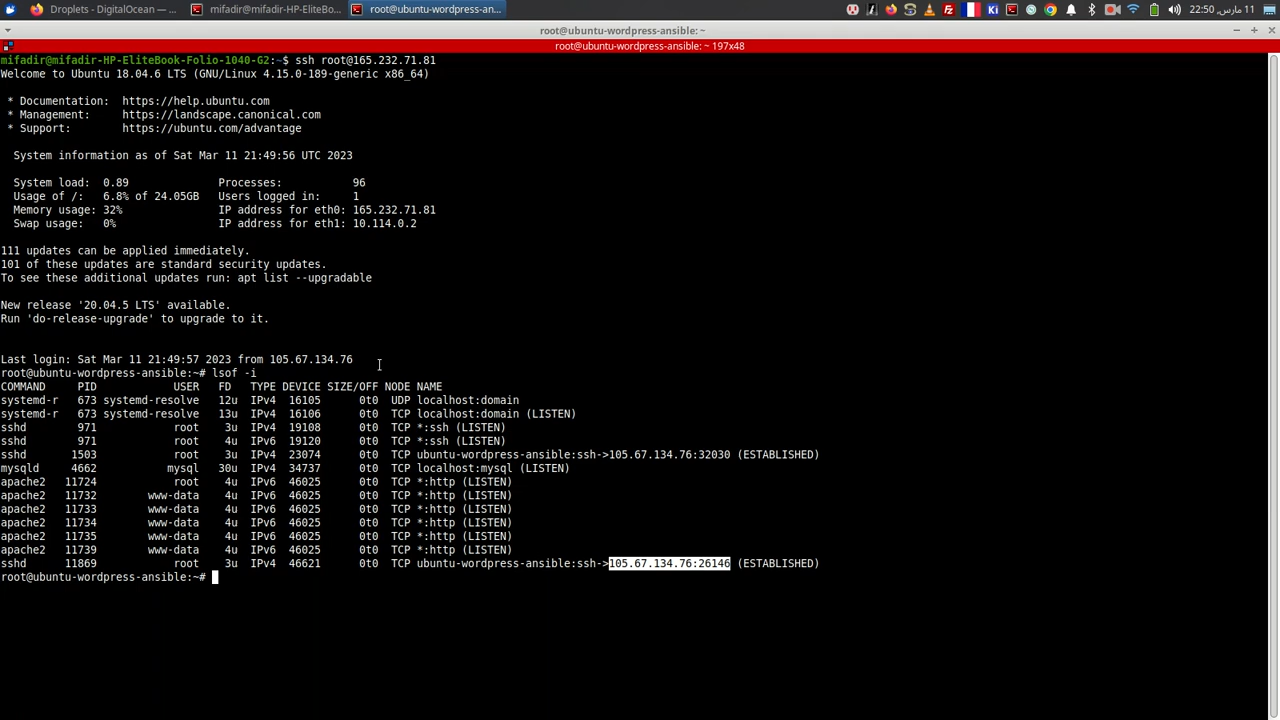 Droplets - DigitalOcean — ...
mifadir@mifadir-HP-EliteBo...
root@ubuntu-wordpress-an...
Ki
22:50 ,مارس 11
root@ubuntu-wordpress-ansible: ~
root@ubuntu-wordpress-ansible: ~ 197x48
mifadir@mifadir-HP-EliteBook-Folio-1040-G2:~$ ssh root@165.232.71.81
Welcome to Ubuntu 18.04.6 LTS (GNU/Linux 4.15.0-189-generic x86_64)
* Documentation:  https://help.ubuntu.com
* Management:     https://landscape.canonical.com
* Support:        https://ubuntu.com/advantage
System information as of Sat Mar 11 21:49:56 UTC 2023
System load:  0.89              Processes:           96
Usage of /:   6.8% of 24.05GB   Users logged in:     1
Memory usage: 32%               IP address for eth0: 165.232.71.81
Swap usage:   0%                IP address for eth1: 10.114.0.2
111 updates can be applied immediately.
101 of these updates are standard security updates.
To see these additional updates run: apt list --upgradable
New release '20.04.5 LTS' available.
Run 'do-release-upgrade' to upgrade to it.
Last login: Sat Mar 11 21:49:57 2023 from 105.67.134.76
root@ubuntu-wordpress-ansible:~# lsof -i
COMMAND    PID            USER   FD   TYPE DEVICE SIZE/OFF NODE NAME
systemd-r  673 systemd-resolve   12u  IPv4  16105      0t0  UDP localhost:domain
systemd-r  673 systemd-resolve   13u  IPv4  16106      0t0  TCP localhost:domain (LISTEN)
sshd       971            root    3u  IPv4  19108      0t0  TCP *:ssh (LISTEN)
sshd       971            root    4u  IPv6  19120      0t0  TCP *:ssh (LISTEN)
sshd      1503            root    3u  IPv4  23074      0t0  TCP ubuntu-wordpress-ansible:ssh->105.67.134.76:32030 (ESTABLISHED)
mysqld    4662           mysql   30u  IPv4  34737      0t0  TCP localhost:mysql (LISTEN)
apache2  11724            root    4u  IPv6  46025      0t0  TCP *:http (LISTEN)
apache2  11732        www-data    4u  IPv6  46025      0t0  TCP *:http (LISTEN)
apache2  11733        www-data    4u  IPv6  46025      0t0  TCP *:http (LISTEN)
apache2  11734        www-data    4u  IPv6  46025      0t0  TCP *:http (LISTEN)
apache2  11735        www-data    4u  IPv6  46025      0t0  TCP *:http (LISTEN)
apache2  11739        www-data    4u  IPv6  46025      0t0  TCP *:http (LISTEN)
sshd     11869            root    3u  IPv4  46621      0t0  TCP ubuntu-wordpress-ansible:ssh->105.67.134.76:26146 (ESTABLISHED)
root@ubuntu-wordpress-ansible:~#